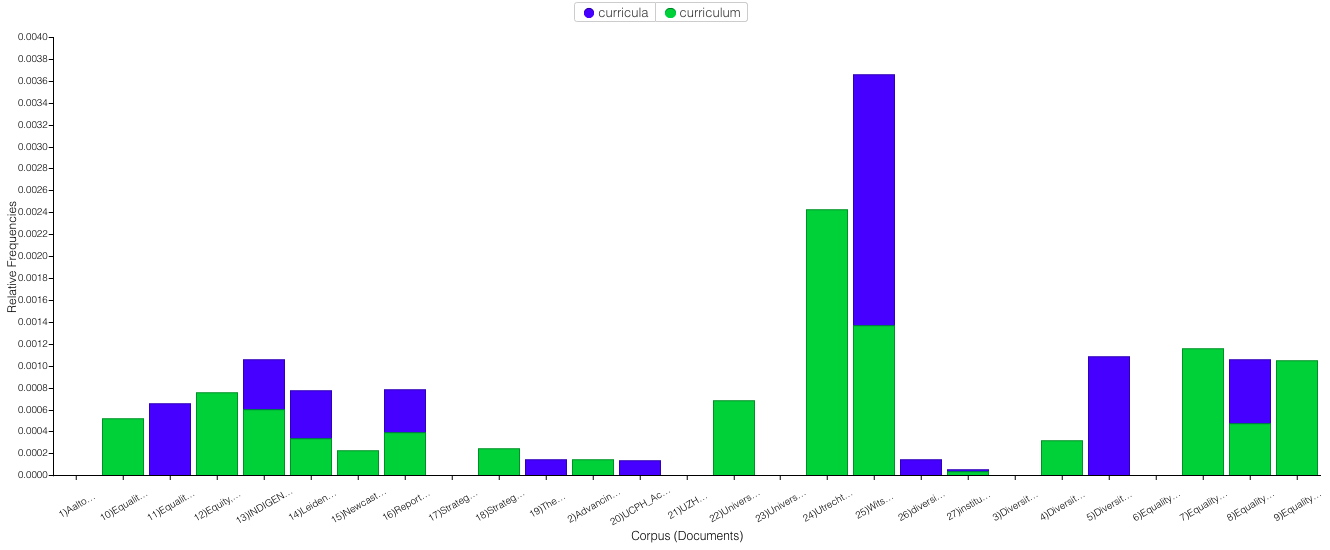 curricula curriculum
Relative Frequencies
0.0040
0.0038
0.0036
0.0034
0.0032
0.0030
0.0028
0.0026
0.0024
0.0022
0.0020
0.0018
0.0016
0.0014
0.0012
0.0010
0.0008
0.0006
0.0004
0.0002
0.0000
1)Aalto…
10)Equalit…
11)Equalit…
12)Equity…
13)INDIGEN…
14)Leiden…
15)Newcast…
16)Report…
17)Strateg…
18)Strateg…
19)The…
2)Advancin…
20)UCPH_Ac…
21)UZH…
22)Univers…
23)Univers…
24)Utrecht…
25)Wits…
26)diversi…
27)institu…
3)Diversit…
4)Diversit…
5)Diversit…
6)Equality…
7)Equality…
8)Equality…
9)Equality…
Corpus (Documents)